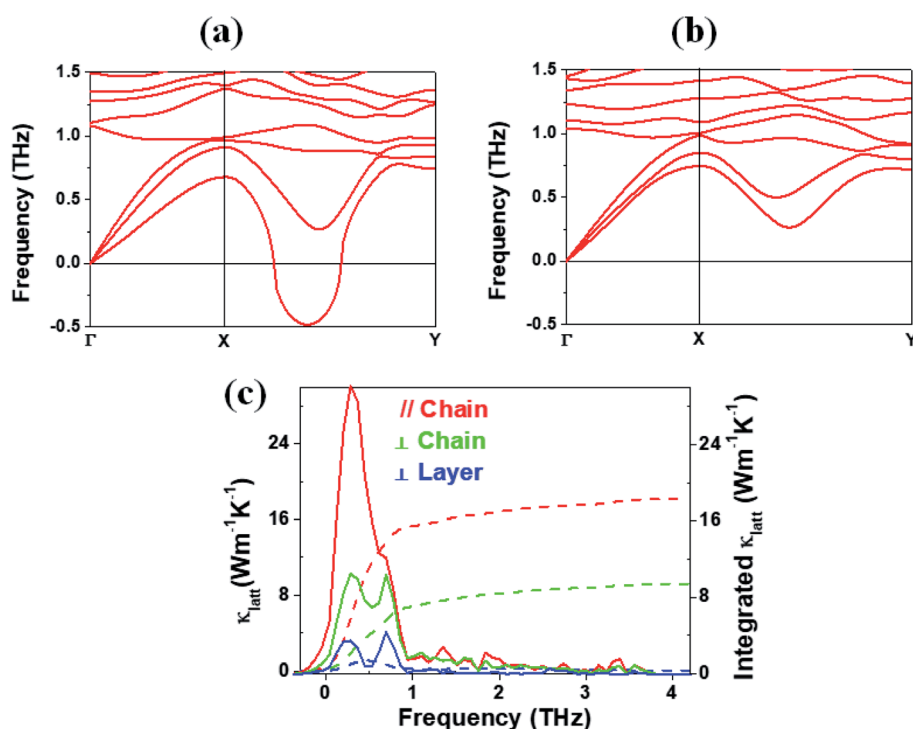 (a)
(b)
1.5
1.0
0.5
0.0
-0.5
Frequency (THz)
Γ
X
Y
1.5
1.0
0.5
0.0
-0.5
Frequency (THz)
Γ
X
Y
(c)
// Chain
⊥ Chain
⊥ Layer
24
16
8
0
κlatt(Wm-1K-1)
24
16
8
0
Integrated κlatt (Wm-1K-1)
0
1
2
3
4
Frequency (THz)